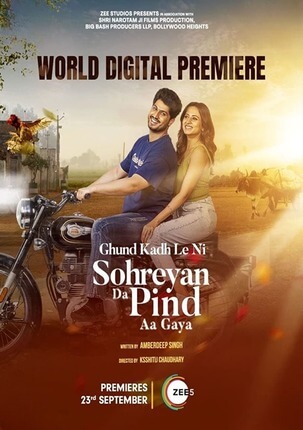 ZEE STUDIOS PRESENTS IN ASSOCIATION WITH
SHRI NAROTAM JI FILMS PRODUCTION,
BIG BASH PRODUCERS LLP, BOLLYWOOD HEIGHTS
WORLD DIGITAL PREMIERE
Ghund Kadh Le Ni
Sohreyan
Da Pind
Aa Gaya
WRITTEN BY AMBERDEEP SINGH
DIRECTED BY KSSHITIJ CHAUDHARY
PREMIERES
23RD SEPTEMBER
ZEE5